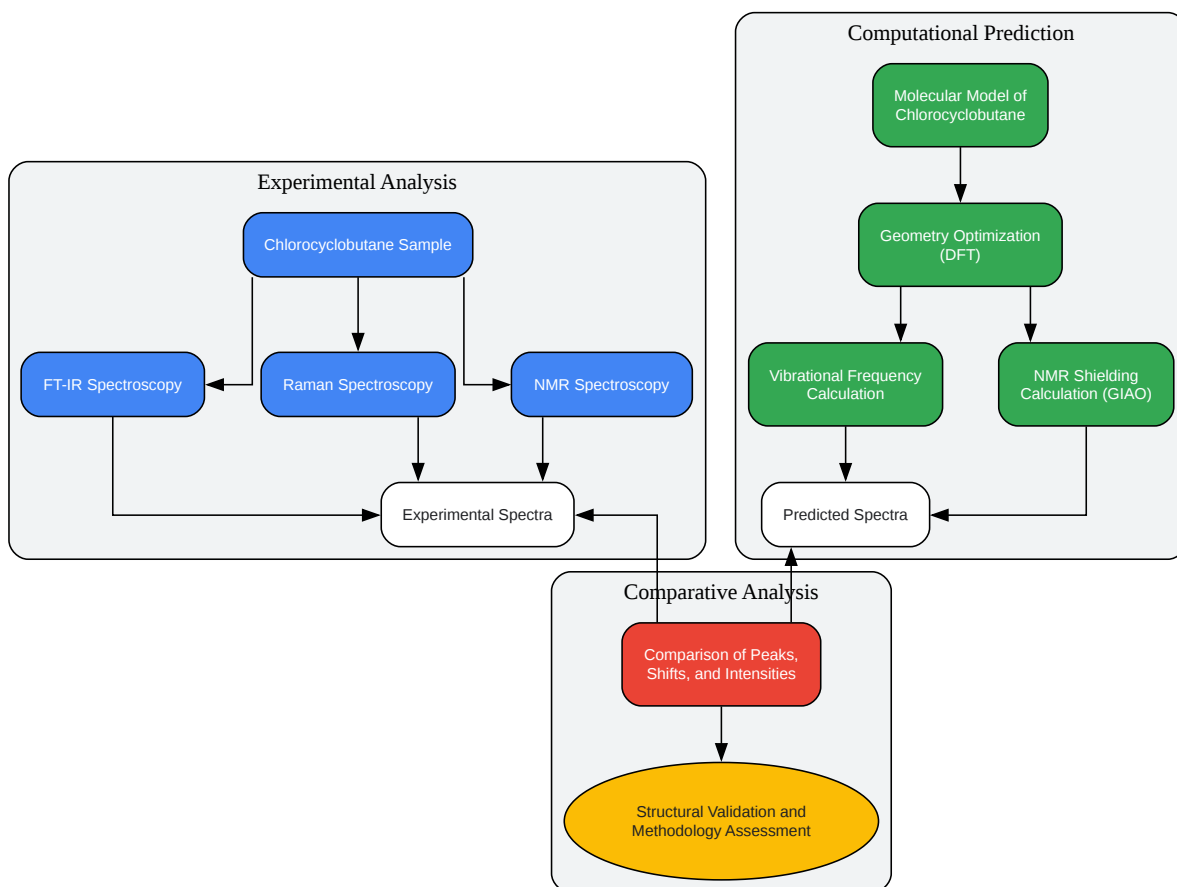 Computational Prediction
Molecular Model of
Chlorocyclobutane
Geometry Optimization
(DFT)
Vibrational Frequency
Calculation
NMR Shielding
Calculation (GIAO)
Predicted Spectra
Experimental Analysis
Chlorocyclobutane Sample
FT-IR Spectroscopy
Raman Spectroscopy
NMR Spectroscopy
Experimental Spectra
Comparative Analysis
Comparison of Peaks,
Shifts, and Intensities
Structural Validation and
Methodology Assessment